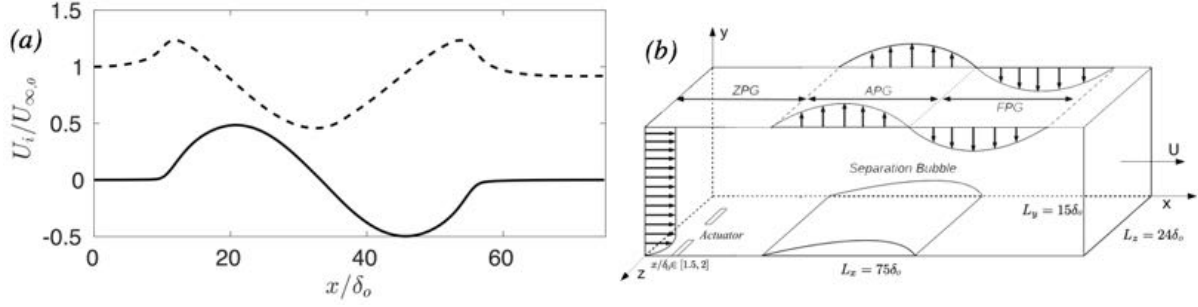 (a)
1.5
1
0.5
0
-0.5
U_i/U_{∞,o}
0 20 40 60
x/δ_o
(b)
y
ZPG APG FPG
U
Separation Bubble
x
L_y = 15δ_o
L_z = 24δ_o
Actuator
z x/δ_o∈ [1.5, 2]
L_x = 75δ_o